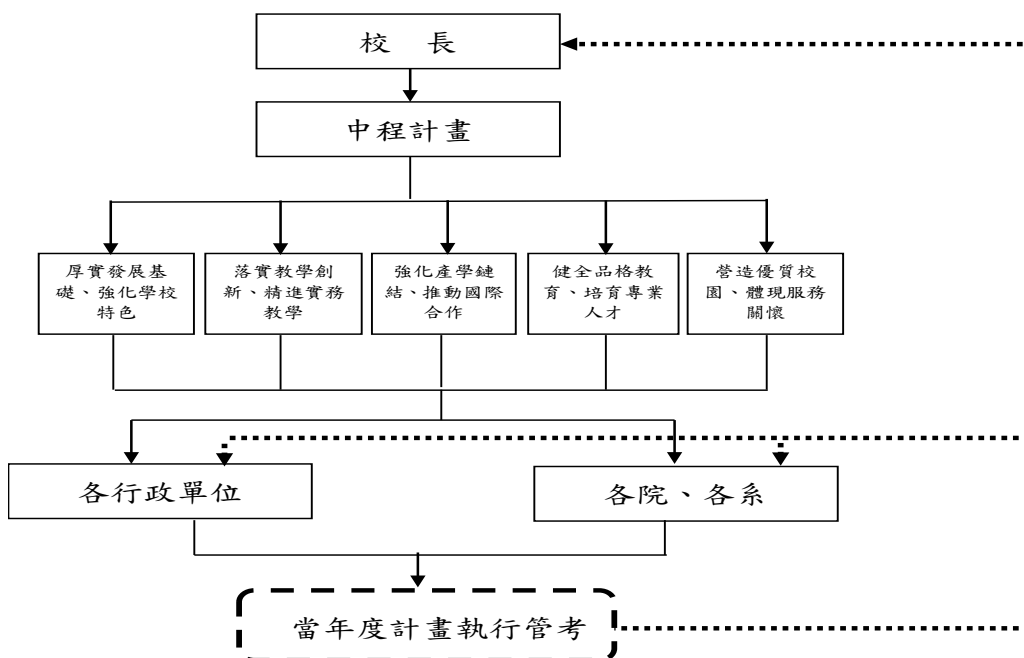 校 長
中程計畫
厚實發展基
礎、強化學校
特色
落實教學創
新、精進實務
教學
強化產學鏈
結、推動國際
合作
健全品格教
育、培育專業
人才
營造優質校
園、體現服務
關懷
各行政單位
各院、各系
當年度計畫執行管考